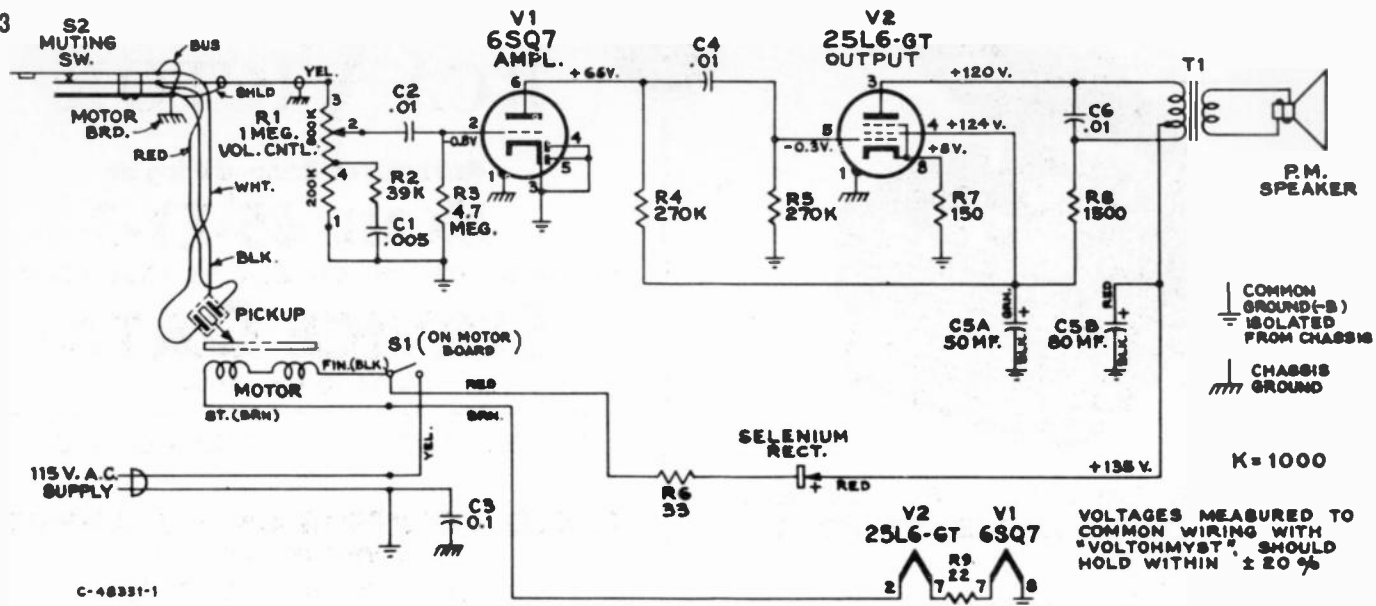 3
S2
MUTING
SW.
BUS
YEL.
SHLD
MOTOR
BRD.
RED
WHT.
BLK.
PICKUP
R1
1 MEG.
VOL. CNTL.
3
800K
2
4
200K
1
C2
.01
R2
39K
C1
.005
2
-0.8V
R3
4.7
MEG.
V1
6SQ7
AMPL.
6
+66V.
4
5
1
3
C4
.01
R4
270K
R5
270K
V2
25L6-GT
OUTPUT
3
+120 V.
5
-0.3V.
4
+124V.
+8V.
1
8
R7
150
C6
.01
R8
1500
T1
P.M.
SPEAKER
GRN.
+
C5A
50 MF.
BLK.
RED
+
C5B
80 MF.
BLK.
COMMON
GROUND(-B)
ISOLATED
FROM CHASSIS
CHASSIS
GROUND
K=1000
S1 (ON MOTOR
BOARD)
MOTOR
FIN.(BLK)
ST.(BRN)
RED
BRN.
YEL.
115 V. A.C.
SUPPLY
C3
0.1
R6
33
SELENIUM
RECT.
+
RED
+135 V.
V2
25L6-GT
V1
6SQ7
R9
22
2
7
7
8
VOLTAGES MEASURED TO
COMMON WIRING WITH
"VOLTOHMYST", SHOULD
HOLD WITHIN ± 20 %
C-48331-1